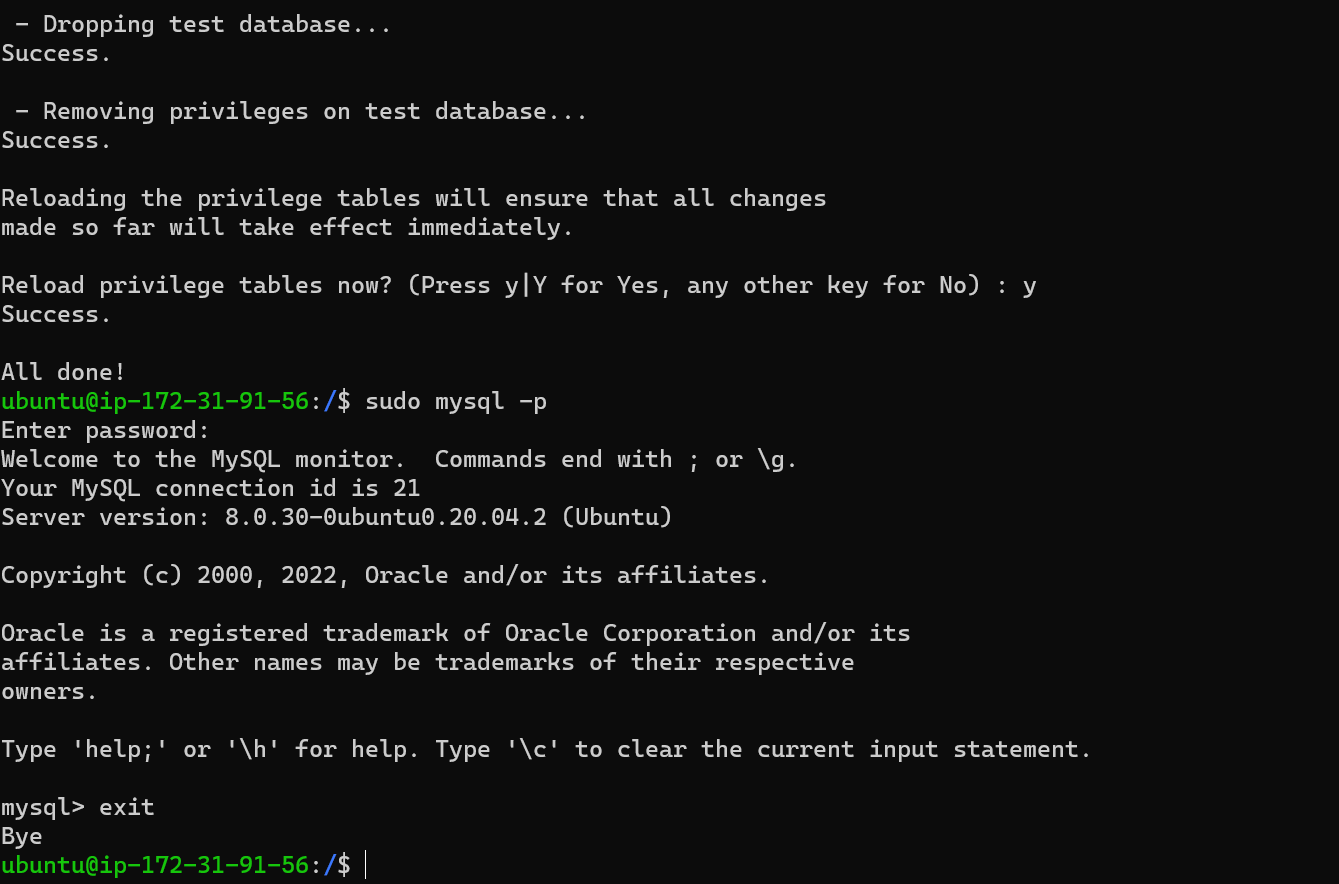 - Dropping test database...
Success.

 - Removing privileges on test database...
Success.

Reloading the privilege tables will ensure that all changes
made so far will take effect immediately.

Reload privilege tables now? (Press y|Y for Yes, any other key for No) : y
Success.

All done!
ubuntu@ip-172-31-91-56:/$ sudo mysql -p
Enter password:
Welcome to the MySQL monitor.  Commands end with ; or \g.
Your MySQL connection id is 21
Server version: 8.0.30-0ubuntu0.20.04.2 (Ubuntu)

Copyright (c) 2000, 2022, Oracle and/or its affiliates.

Oracle is a registered trademark of Oracle Corporation and/or its
affiliates. Other names may be trademarks of their respective
owners.

Type 'help;' or '\h' for help. Type '\c' to clear the current input statement.

mysql> exit
Bye
ubuntu@ip-172-31-91-56:/$